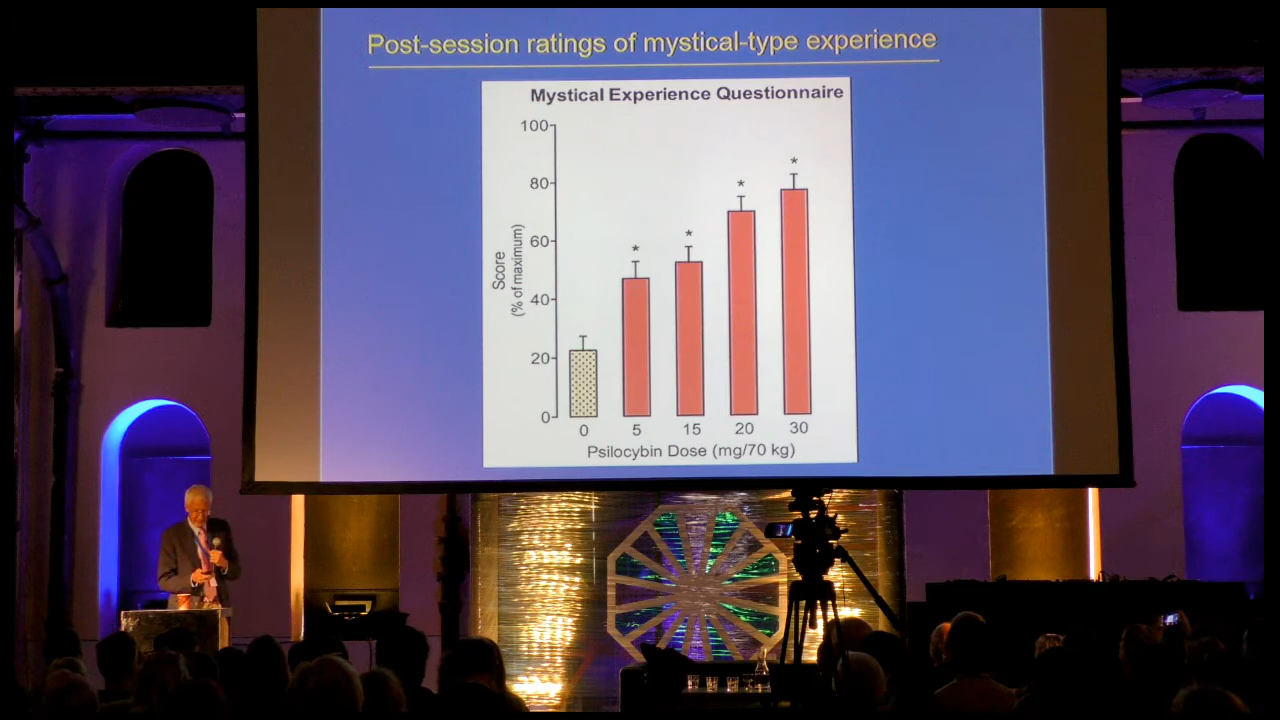 Post-session ratings of mystical-type experience
Mystical Experience Questionnaire
100
80
60
40
20
0
Score
(% of maximum)
*
*
*
*
0 5 15 20 30
Psilocybin Dose (mg/70 kg)